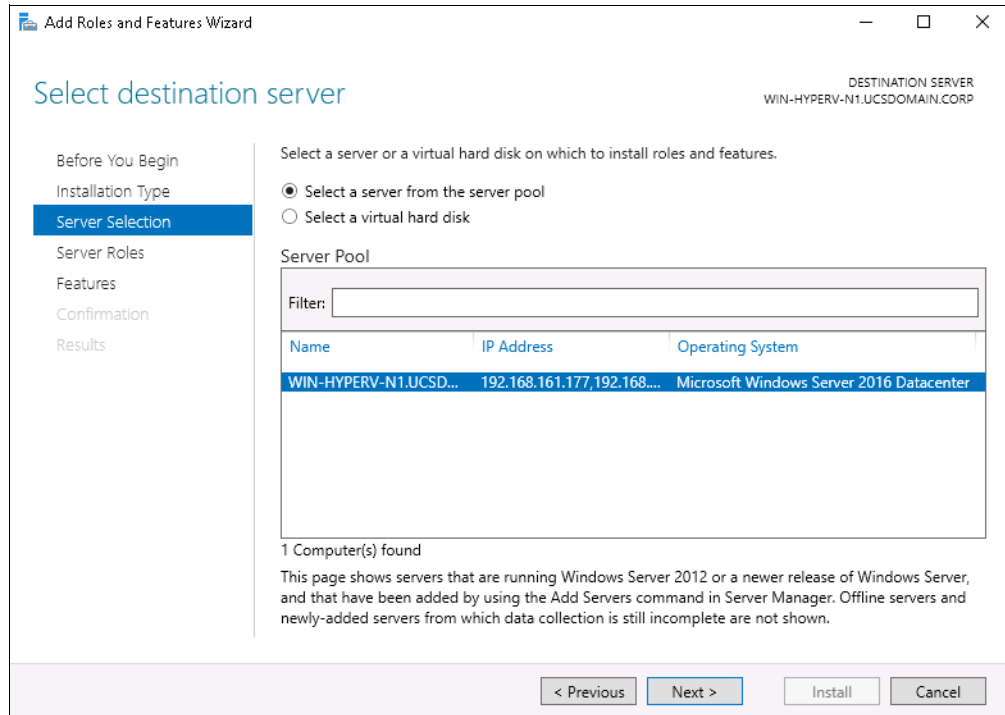 Add Roles and Features Wizard
Select destination server
DESTINATION SERVER
WIN-HYPERV-N1.UCSDOMAIN.CORP
Before You Begin
Installation Type
Server Selection
Server Roles
Features
Confirmation
Results
Select a server or a virtual hard disk on which to install roles and features.
Select a server from the server pool
Select a virtual hard disk
Server Pool
Filter:
Name IP Address Operating System
WIN-HYPERV-N1.UCSD... 192.168.161.177,192.168.... Microsoft Windows Server 2016 Datacenter
1 Computer(s) found
This page shows servers that are running Windows Server 2012 or a newer release of Windows Server,
and that have been added by using the Add Servers command in Server Manager. Offline servers and
newly-added servers from which data collection is still incomplete are not shown.
< Previous Next > Install Cancel